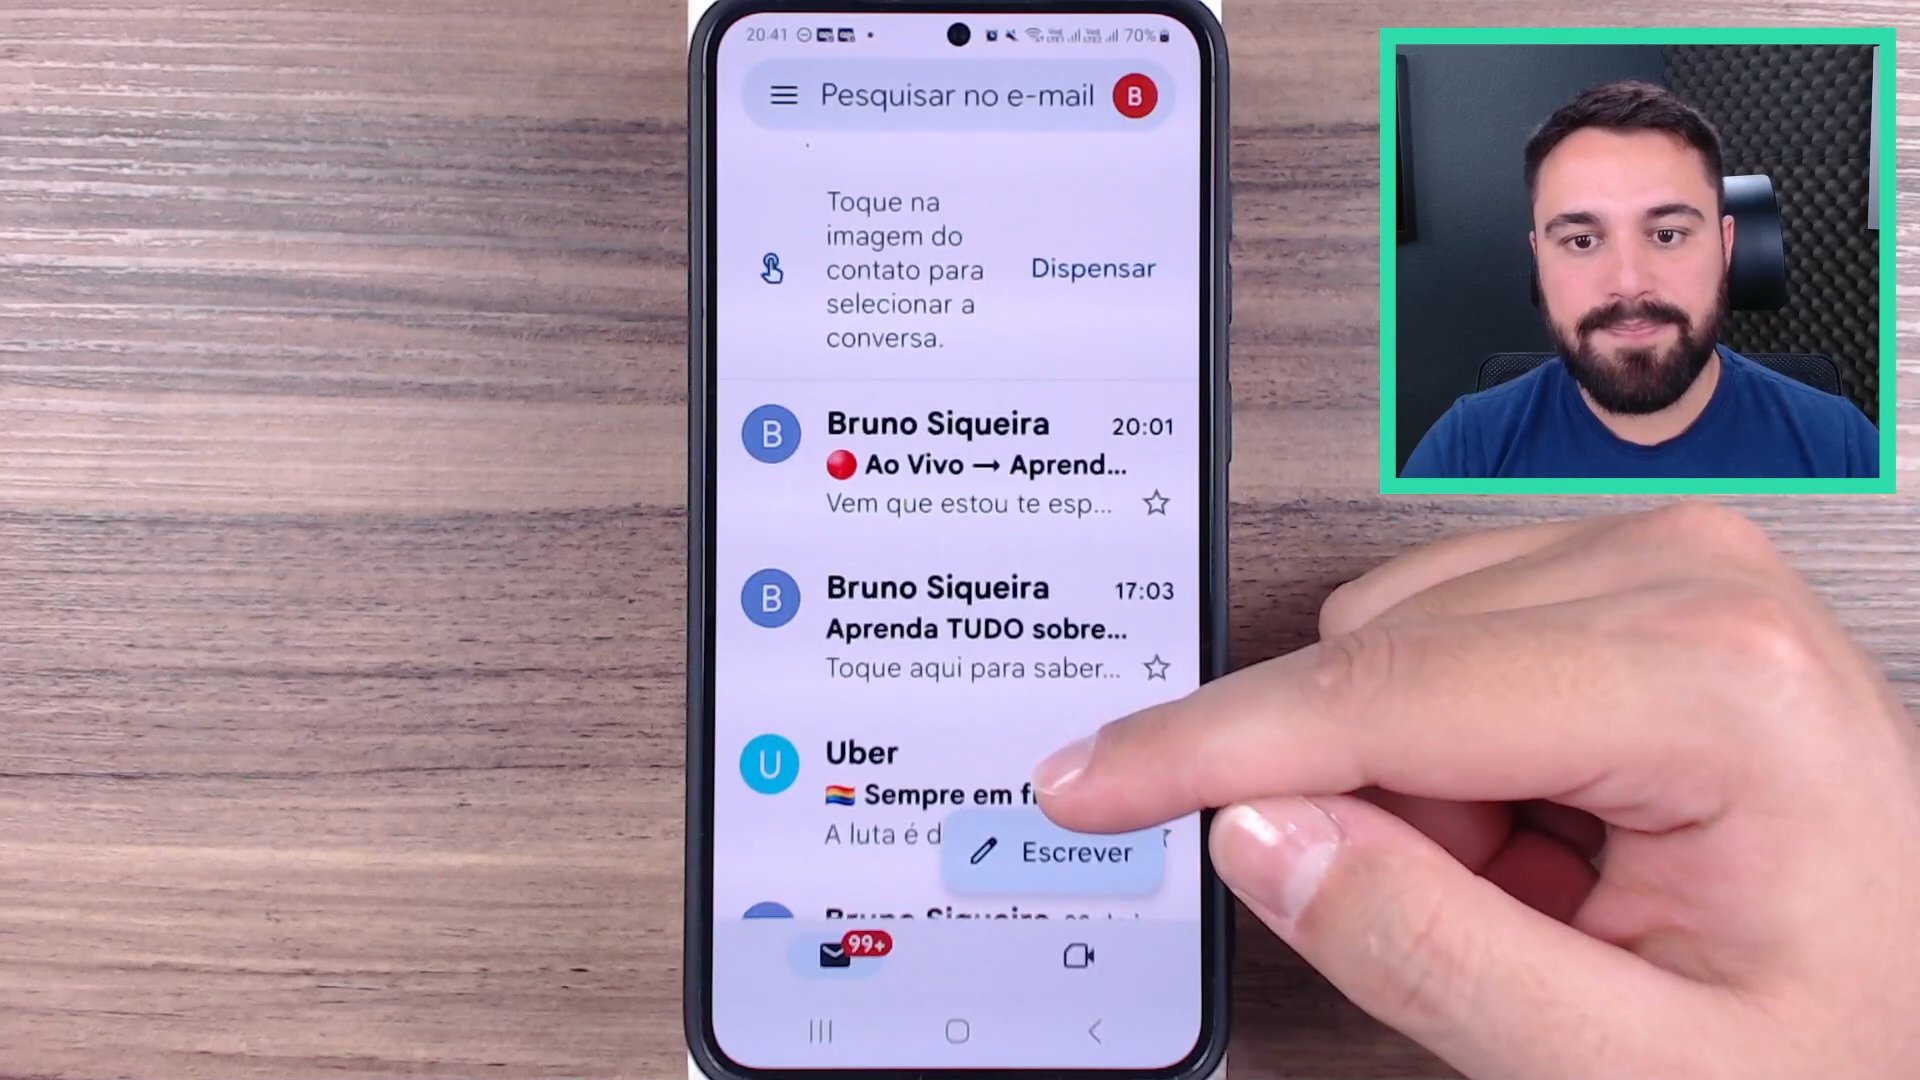 20:41
70%
Pesquisar no e-mail
B
Toque na
imagem do
contato para
selecionar a
conversa.
Dispensar
B
Bruno Siqueira
20:01
Ao Vivo → Aprend...
Vem que estou te esp...
B
Bruno Siqueira
17:03
Aprenda TUDO sobre...
Toque aqui para saber...
U
Uber
Sempre em
A luta é d
Escrever
Bruno Siqueira
99+